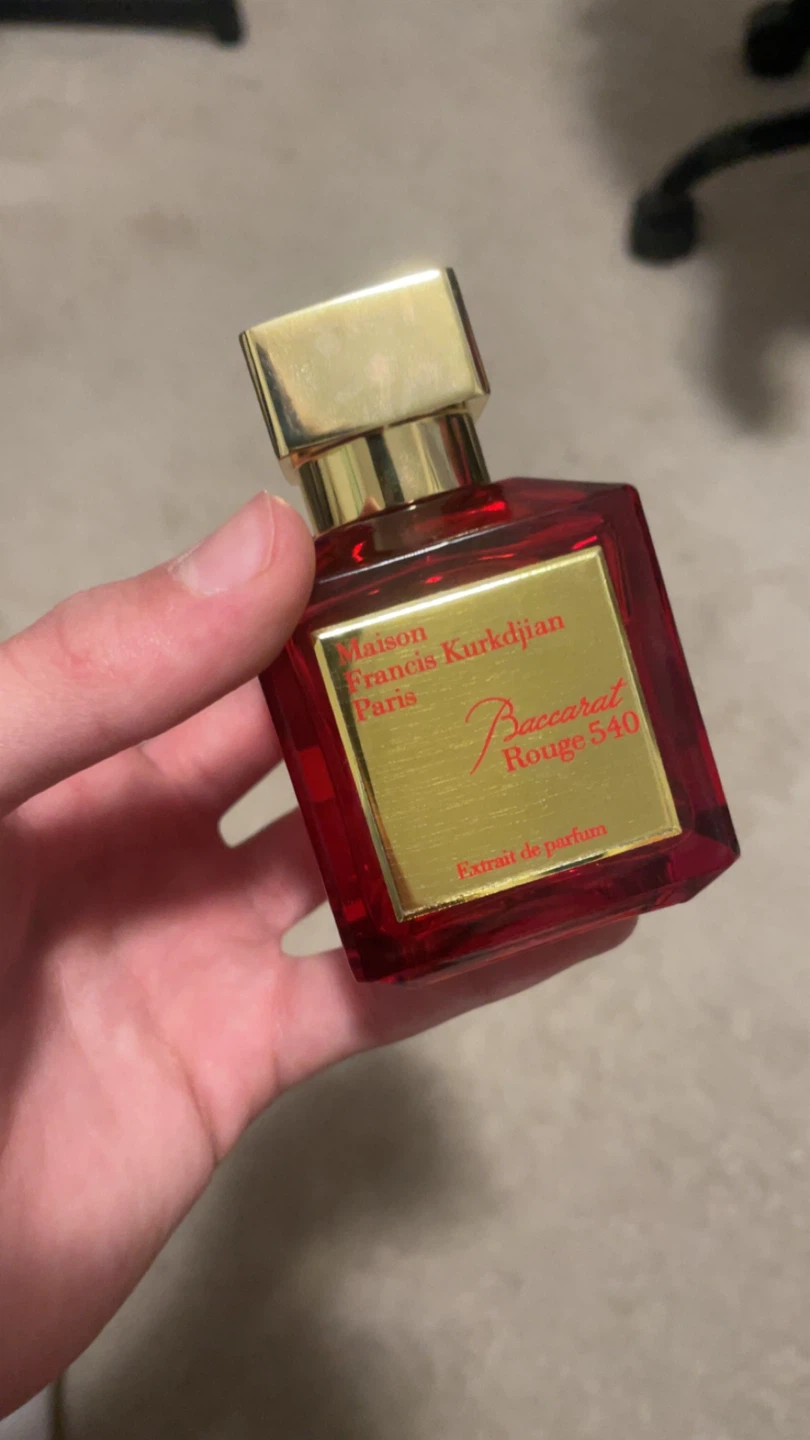 Maison
Francis Kurkdjian
Paris
Baccarat
Rouge 540
Extrait de parfum